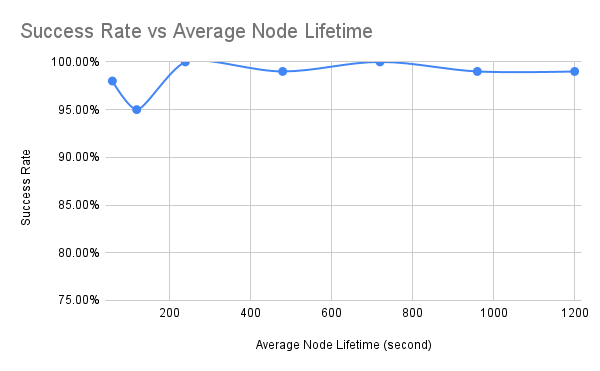 Success Rate vs Average Node Lifetime
100.00%
95.00%
90.00%
85.00%
80.00%
75.00%
Success Rate
200 400 600 800 1000 1200
Average Node Lifetime (second)